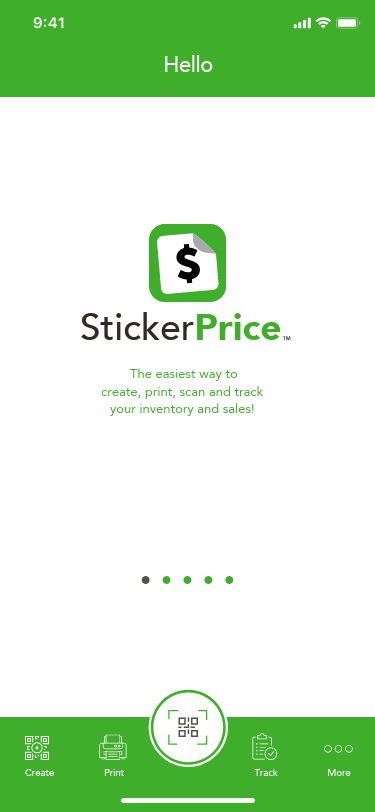 9:41
Hello
$
StickerPrice™
The easiest way to
create, print, scan and track
your inventory and sales!
Create
Print
Track
More